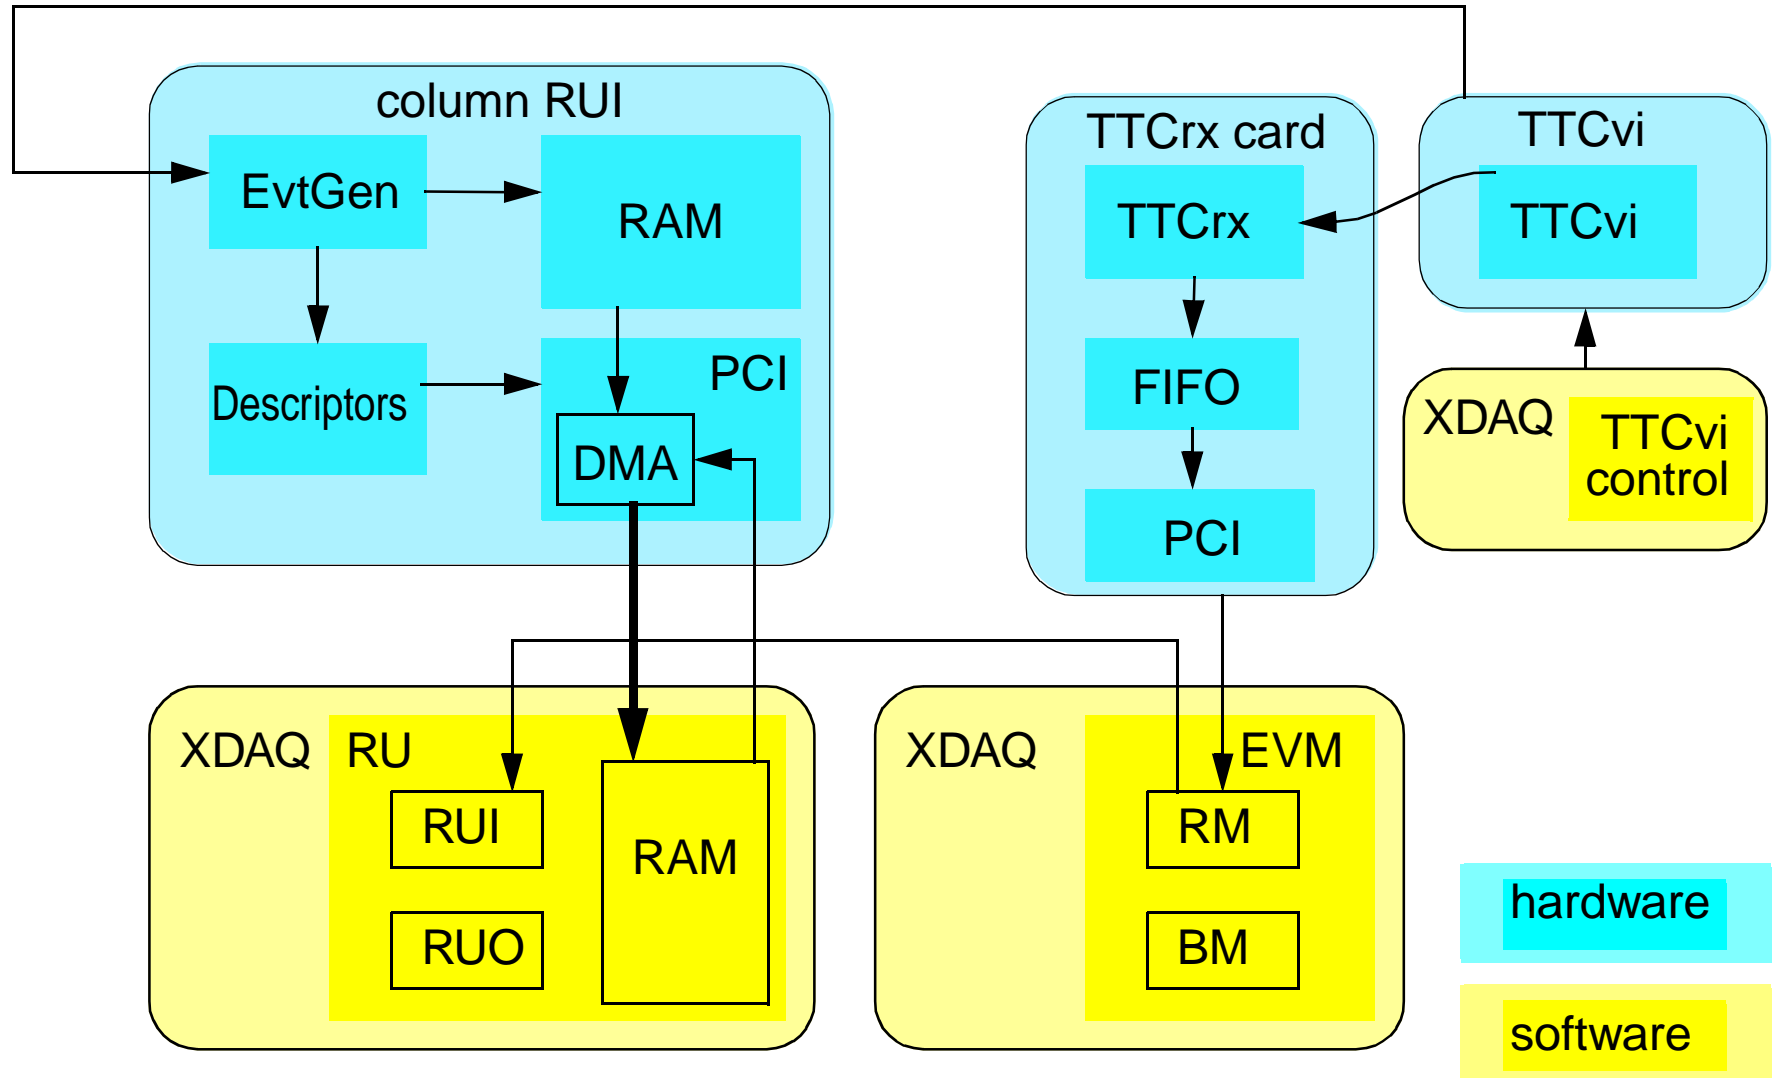 column RUI
EvtGen
RAM
Descriptors
PCI
DMA
TTCrx card
TTCrx
FIFO
PCI
TTCvi
TTCvi
XDAQ
TTCvi
control
XDAQ
RU
RUI
RAM
RUO
XDAQ
EVM
RM
BM
hardware
software